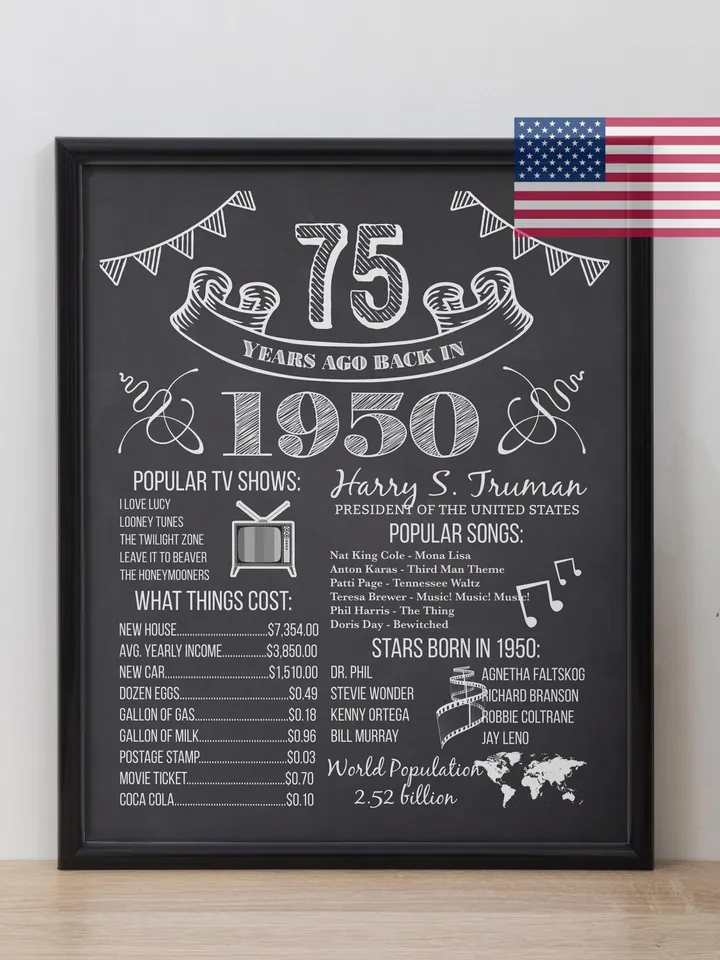 75
YEARS AGO BACK IN
1950
POPULAR TV SHOWS:
I LOVE LUCY
LOONEY TUNES
THE TWILIGHT ZONE
LEAVE IT TO BEAVER
THE HONEYMOONERS
WHAT THINGS COST:
NEW HOUSE..............................$7,354.00
AVG. YEARLY INCOME..............$3,850.00
NEW CAR..................................$1,510.00
DOZEN EGGS....................................$0.49
GALLON OF GAS................................$0.18
GALLON OF MILK..............................$0.96
POSTAGE STAMP..............................$0.03
MOVIE TICKET.................................$0.70
COCA COLA......................................$0.10
Harry S. Truman
PRESIDENT OF THE UNITED STATES
POPULAR SONGS:
Nat King Cole - Mona Lisa
Anton Karas - Third Man Theme
Patti Page - Tennessee Waltz
Teresa Brewer - Music! Music! Music!
Phil Harris - The Thing
Doris Day - Bewitched
STARS BORN IN 1950:
DR. PHIL
STEVIE WONDER
KENNY ORTEGA
BILL MURRAY
AGNETHA FALTSKOG
RICHARD BRANSON
ROBBIE COLTRANE
JAY LENO
World Population
2.52 billion